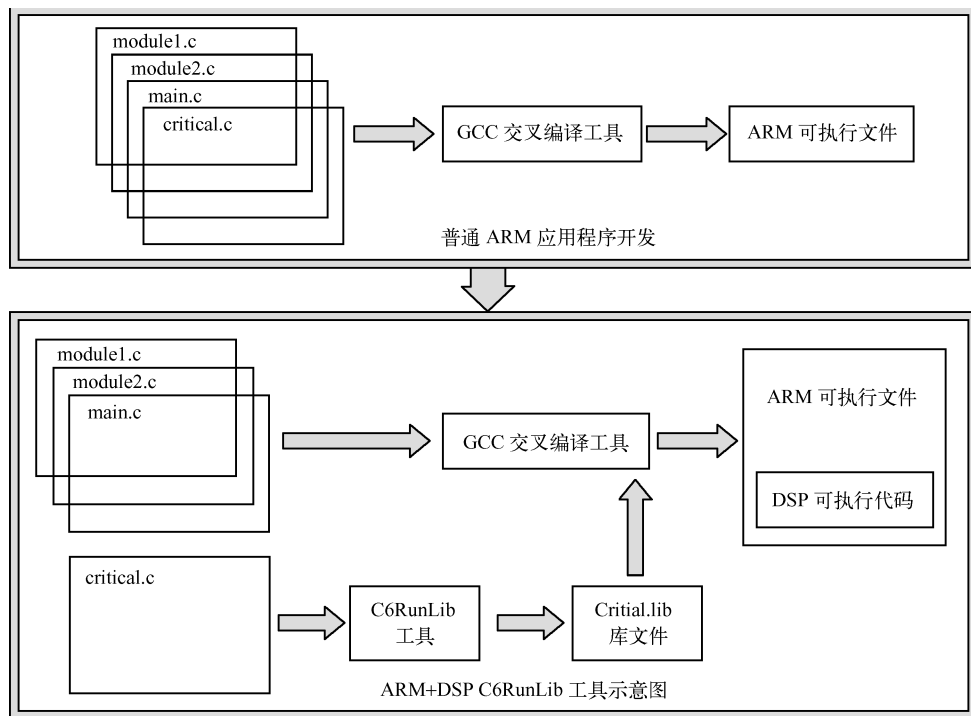 module1.c
module2.c
main.c
critical.c
GCC 交叉编译工具
ARM 可执行文件
普通 ARM 应用程序开发
module1.c
module2.c
main.c
GCC 交叉编译工具
ARM 可执行文件
DSP 可执行代码
critical.c
C6RunLib
工具
Critial.lib
库文件
ARM+DSP C6RunLib 工具示意图